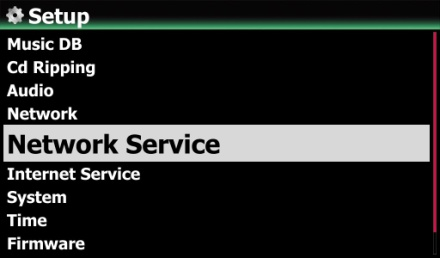 Setup
Music DB
Cd Ripping
Audio
Network
Network Service
Internet Service
System
Time
Firmware